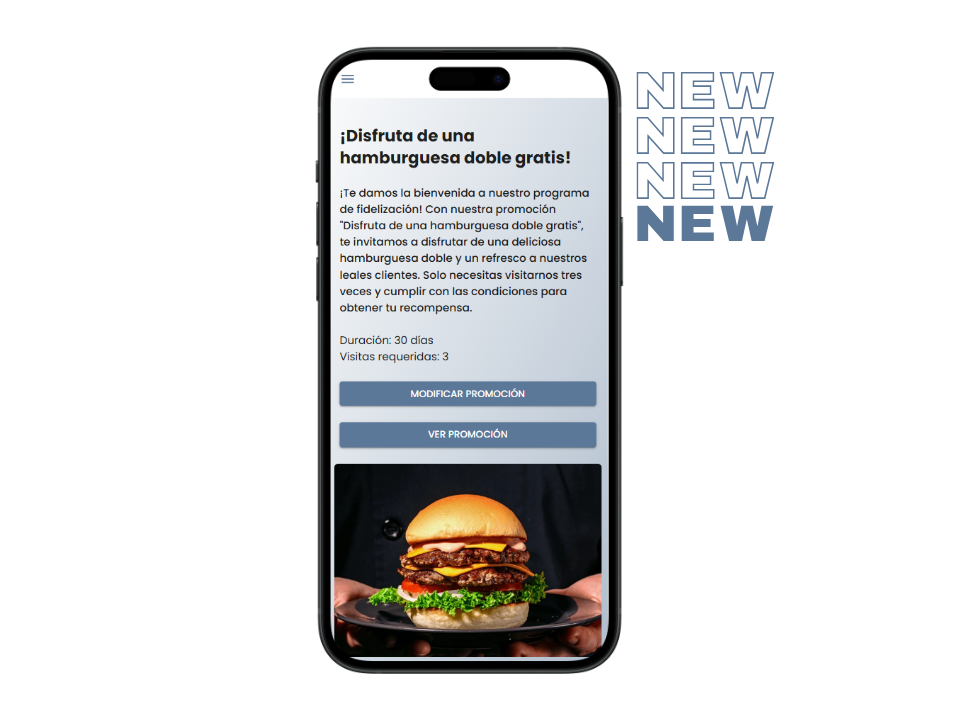 ¡Disfruta de una
hamburguesa doble gratis!
¡Te damos la bienvenida a nuestro programa
de fidelización! Con nuestra promoción
"Disfruta de una hamburguesa doble gratis",
te invitamos a disfrutar de una deliciosa
hamburguesa doble y un refresco a nuestros
leales clientes. Solo necesitas visitarnos tres
veces y cumplir con las condiciones para
obtener tu recompensa.
Duración: 30 días
Visitas requeridas: 3
MODIFICAR PROMOCIÓN
VER PROMOCIÓN
NEW
NEW
NEW
NEW